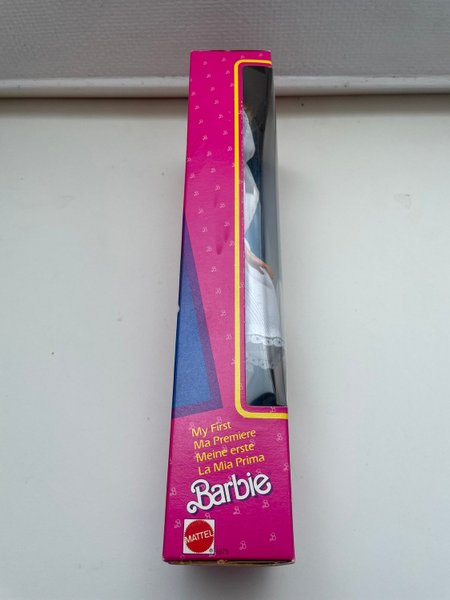 My First
Ma Premiere
Meine erste
La Mia Prima
Barbie
MATTEL